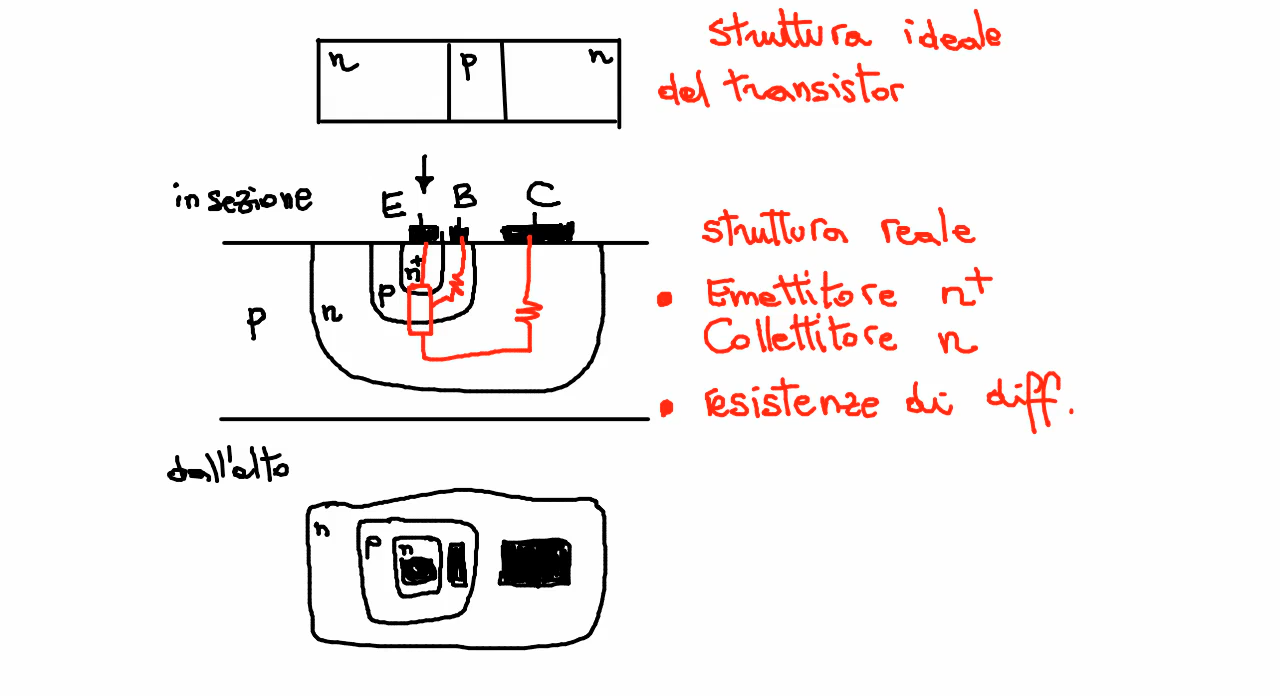 n p n
struttura ideale
del transistor
in sezione
E B C
struttura reale
n+
p
n
p
• Emettitore n+
Collettitore n
• resistenze di diff.
dall'alto
n
p
n